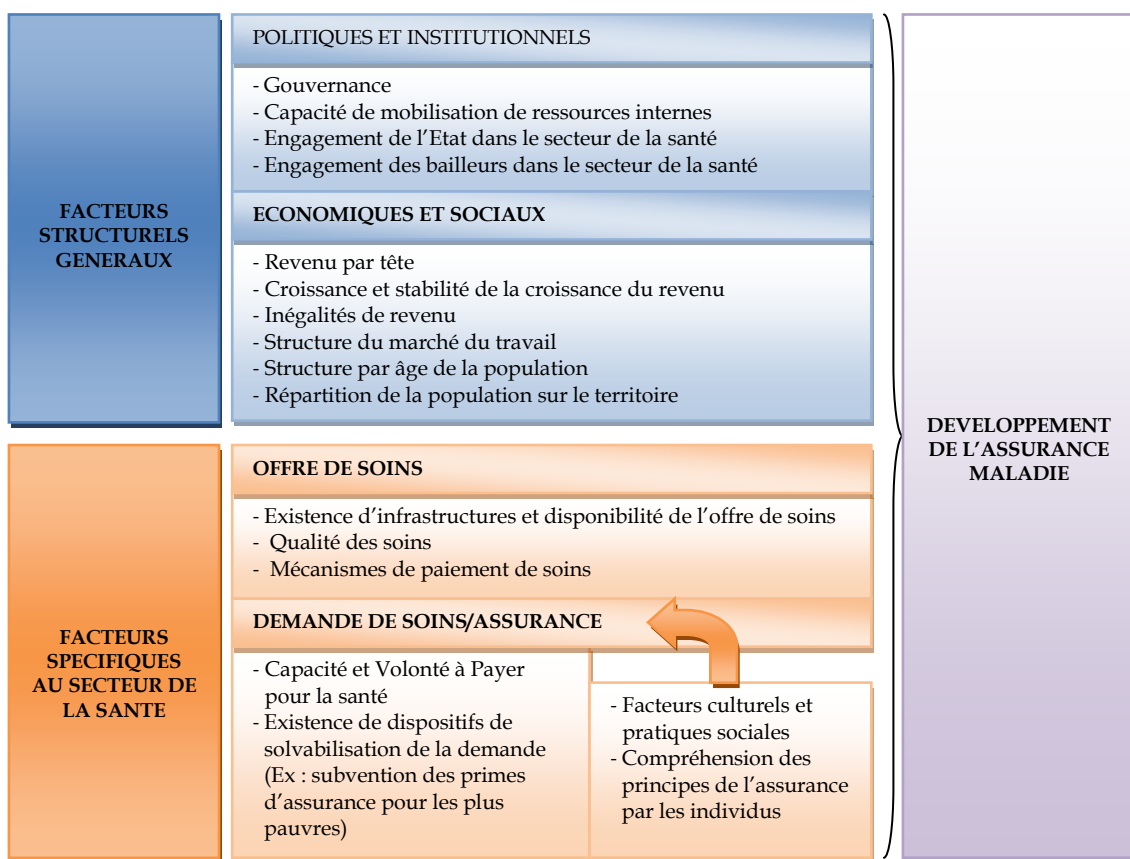 FACTEURS
STRUCTURELS
GENERAUX
POLITIQUES ET INSTITUTIONNELS
- Gouvernance
- Capacité de mobilisation de ressources internes
- Engagement de l’Etat dans le secteur de la santé
- Engagement des bailleurs dans le secteur de la santé
ECONOMIQUES ET SOCIAUX
- Revenu par tête
- Croissance et stabilité de la croissance du revenu
- Inégalités de revenu
- Structure du marché du travail
- Structure par âge de la population
- Répartition de la population sur le territoire
FACTEURS
SPECIFIQUES
AU SECTEUR DE
LA SANTE
OFFRE DE SOINS
- Existence d’infrastructures et disponibilité de l’offre de soins
- Qualité des soins
- Mécanismes de paiement de soins
DEMANDE DE SOINS/ASSURANCE
- Capacité et Volonté à Payer
pour la santé
- Existence de dispositifs de
solvabilisation de la demande
(Ex : subvention des primes
d’assurance pour les plus
pauvres)
- Facteurs culturels et
pratiques sociales
- Compréhension des
principes de l’assurance
par les individus
DEVELOPPEMENT
DE L’ASSURANCE
MALADIE